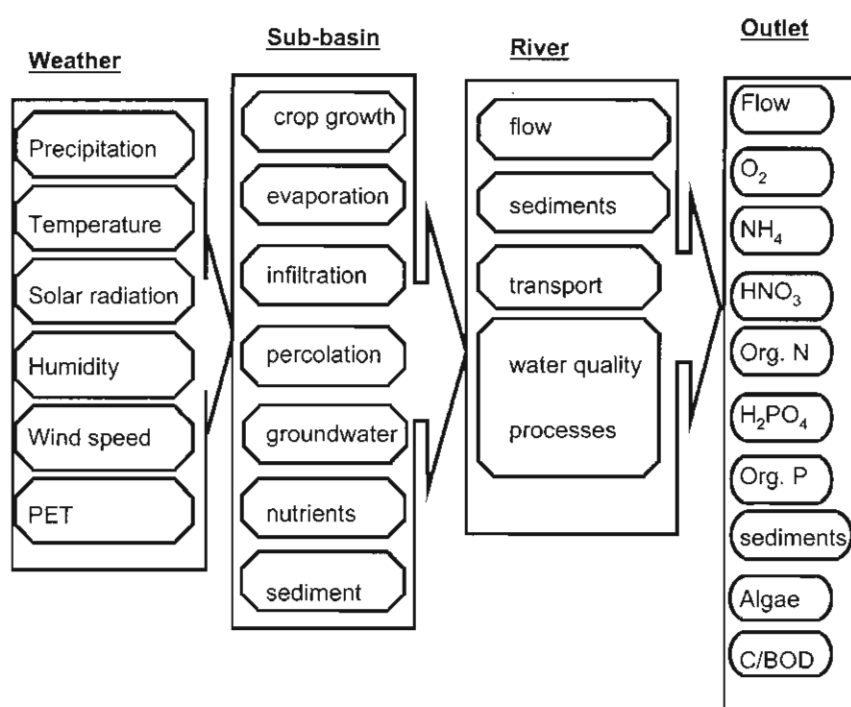 Weather
Precipitation
Temperature
Solar radiation
Humidity
Wind speed
PET
Sub-basin
crop growth
evaporation
infiltration
percolation
groundwater
nutrients
sediment
River
flow
sediments
transport
water quality
processes
Outlet
Flow
O₂
NH₄
HNO₃
Org. N
H₂PO₄
Org. P
sediments
Algae
C/BOD